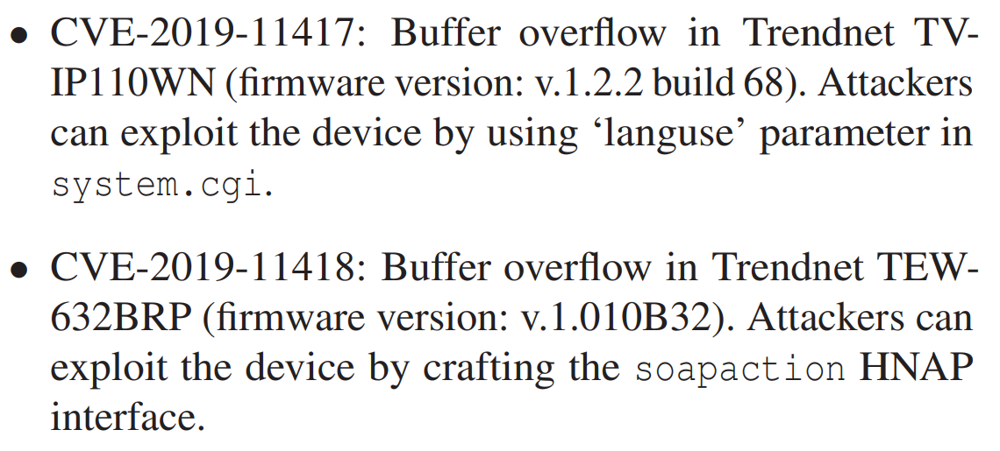 • CVE-2019-11417: Buffer overflow in Trendnet TV-
IP110WN (firmware version: v.1.2.2 build 68). Attackers
can exploit the device by using ‘languse’ parameter in
system.cgi.
• CVE-2019-11418: Buffer overflow in Trendnet TEW-
632BRP (firmware version: v.1.010B32). Attackers can
exploit the device by crafting the soapaction HNAP
interface.